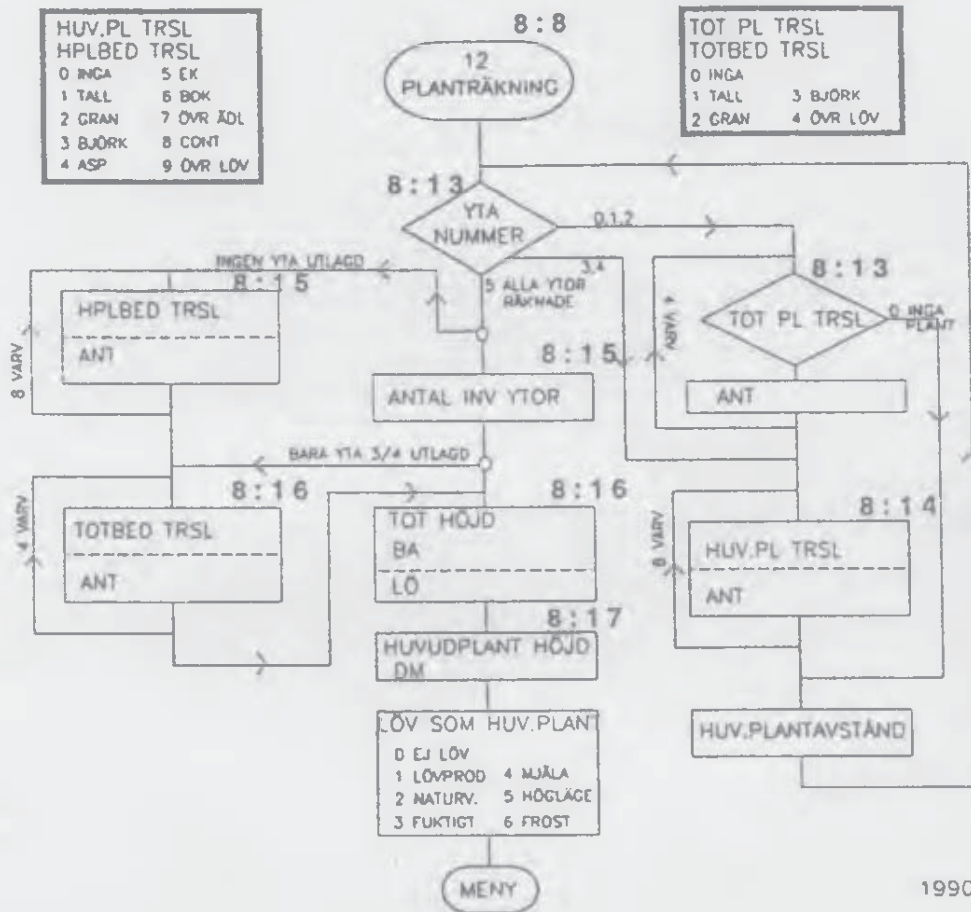 HUV.PL TRSL
HPLBED TRSL
0 INGA 5 EK
1 TALL 6 BOK
2 GRAN 7 ÖVR ÄDL
3 BJÖRK 8 CONT
4 ASP 9 ÖVR LÖV
8:8
12
PLANTRÄKNING
TOT PL TRSL
TOTBED TRSL
0 INGA
1 TALL 3 BJÖRK
2 GRAN 4 ÖVR LÖV
8:13
YTA
NUMMER
0,1,2
3,4
5 ALLA YTOR
RÄKNADE
INGEN YTA UTLAGD
8:15
HPLBED TRSL
ANT
8 VARV
8:13
TOT PL TRSL
0 INGA
PLANT
4 VARV
ANT
8:15
ANTAL INV YTOR
BARA YTA 3/4 UTLAGD
8:16
TOTBED TRSL
ANT
4 VARV
8:16
TOT HÖJD
BA
LÖ
8:14
HUV.PL TRSL
ANT
8 VARV
8:17
HUVUDPLANT HÖJD
DM
HUV.PLANTAVSTÅND
LÖV SOM HUV.PLANT
0 EJ LÖV
1 LÖVPROD 4 MJÄLA
2 NATURV. 5 HÖGLÄGE
3 FUKTIGT 6 FROST
MENY
1990